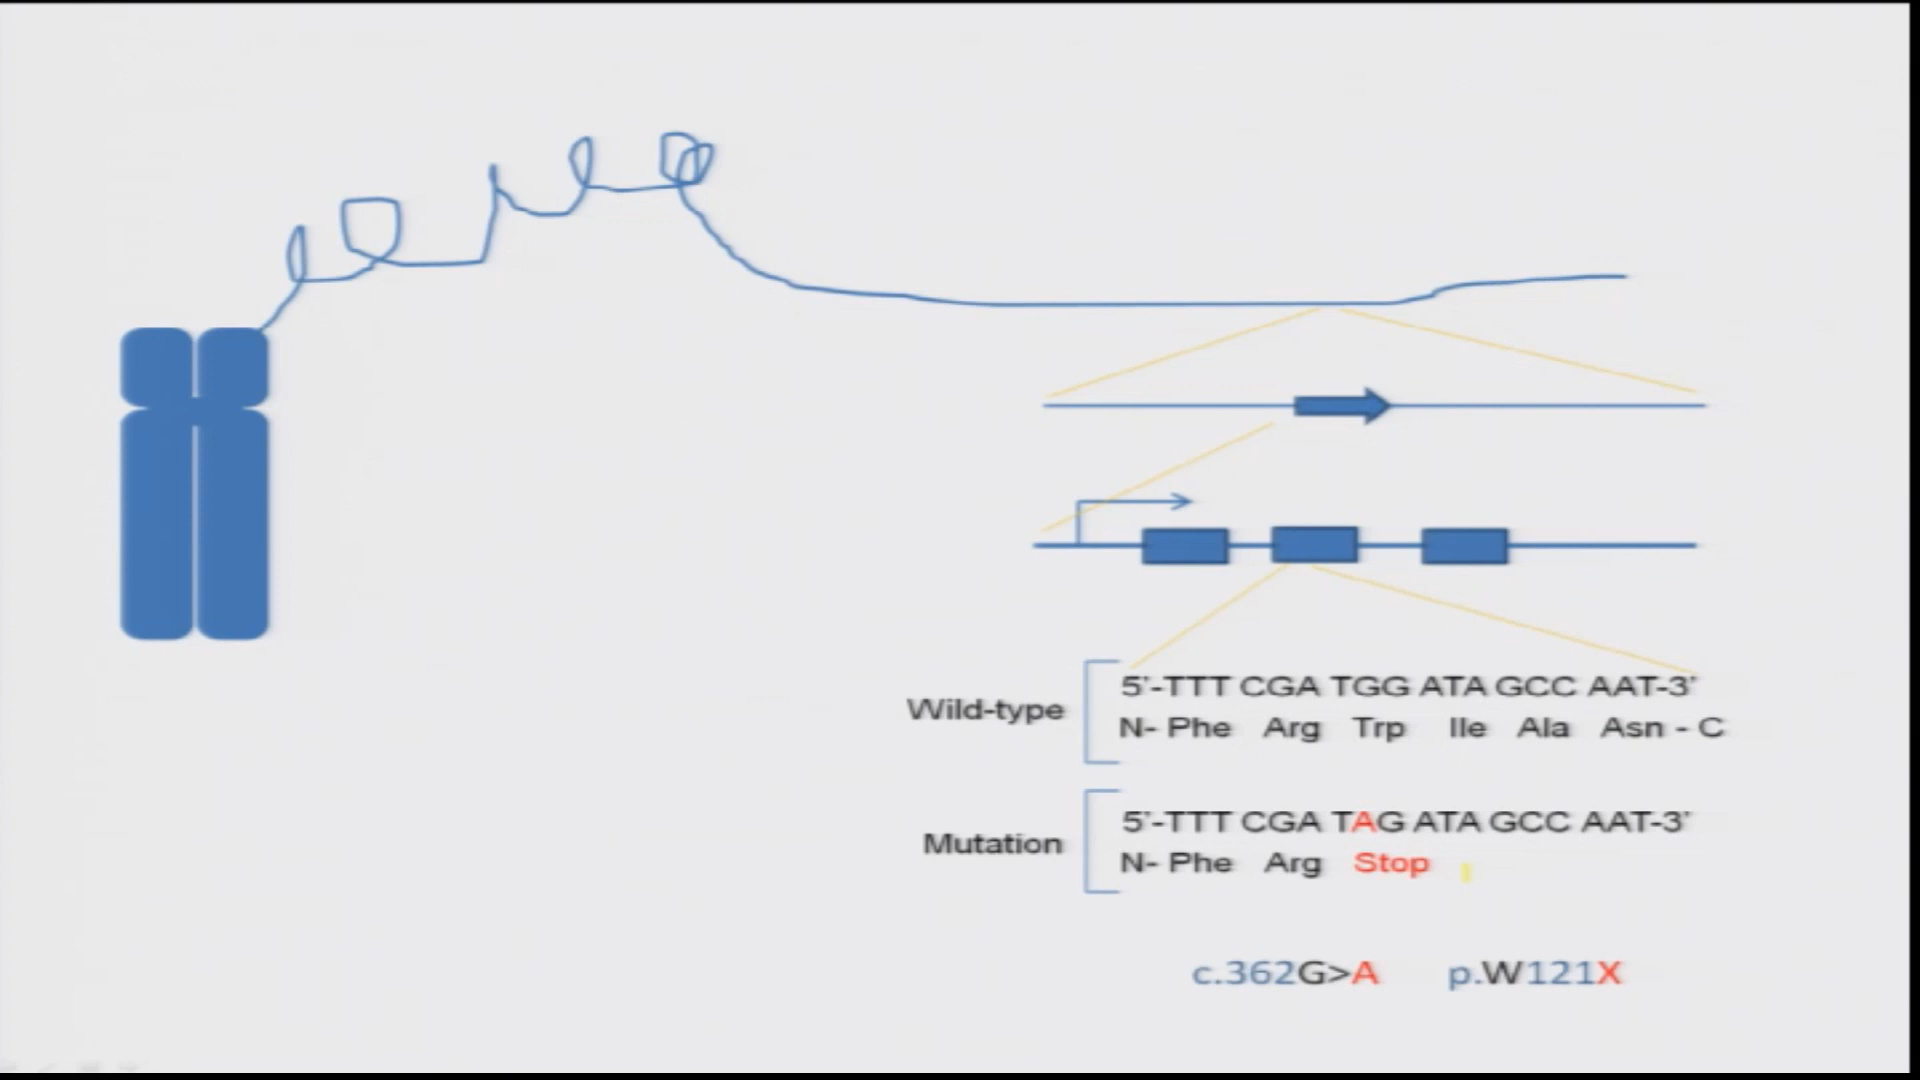 Wild-type
5'-TTT CGA TGG ATA GCC AAT-3'
N- Phe Arg Trp Ile Ala Asn - C
Mutation
5'-TTT CGA TAG ATA GCC AAT-3'
N- Phe Arg Stop
c.362G>A p.W121X